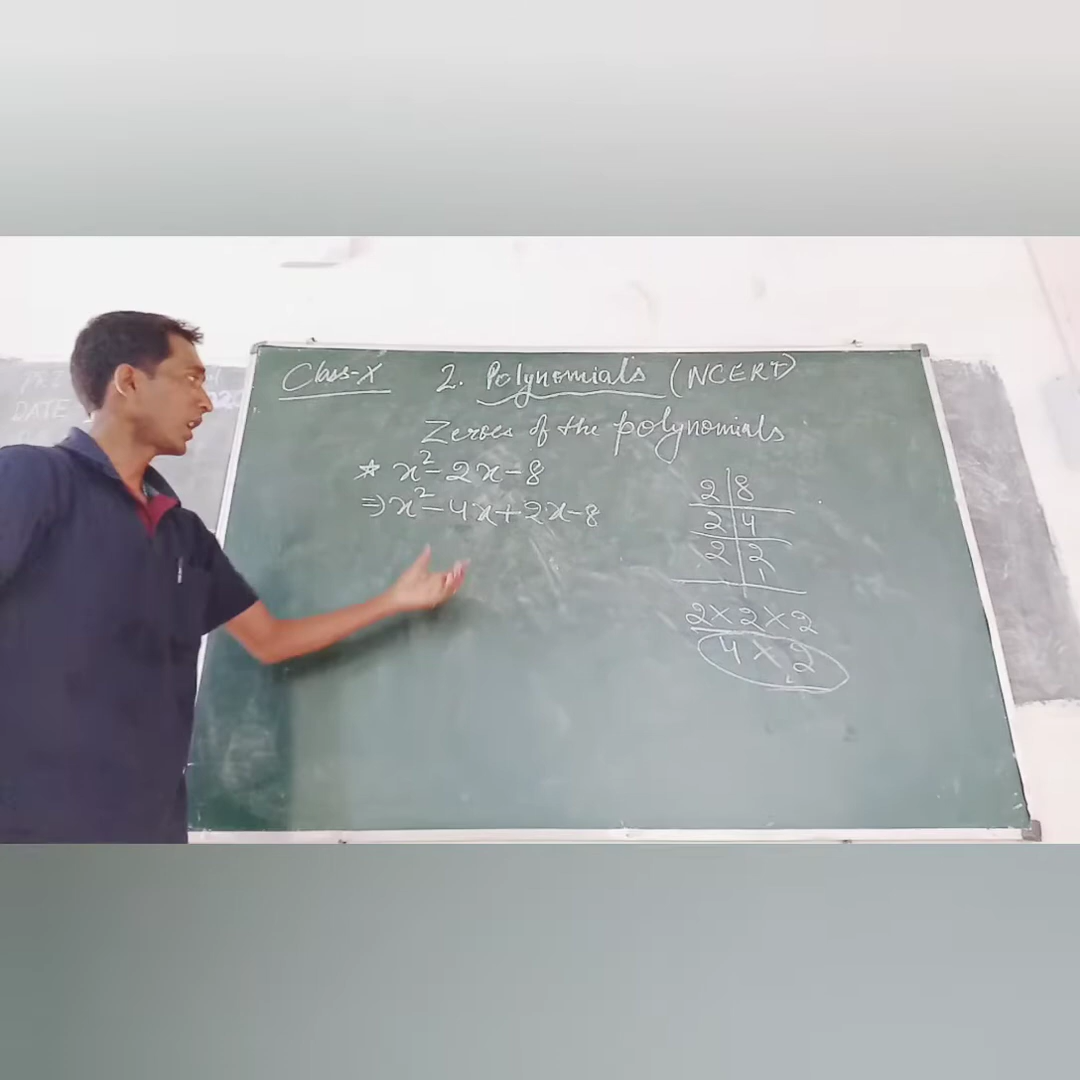 Class-X 2. Polynomials (NCERT)
Zeroes of the polynomials
* x²-2x-8
⇒ x²-4x+2x-8
2|8
2|4
2|2
1
2×2×2
4×2
DATE